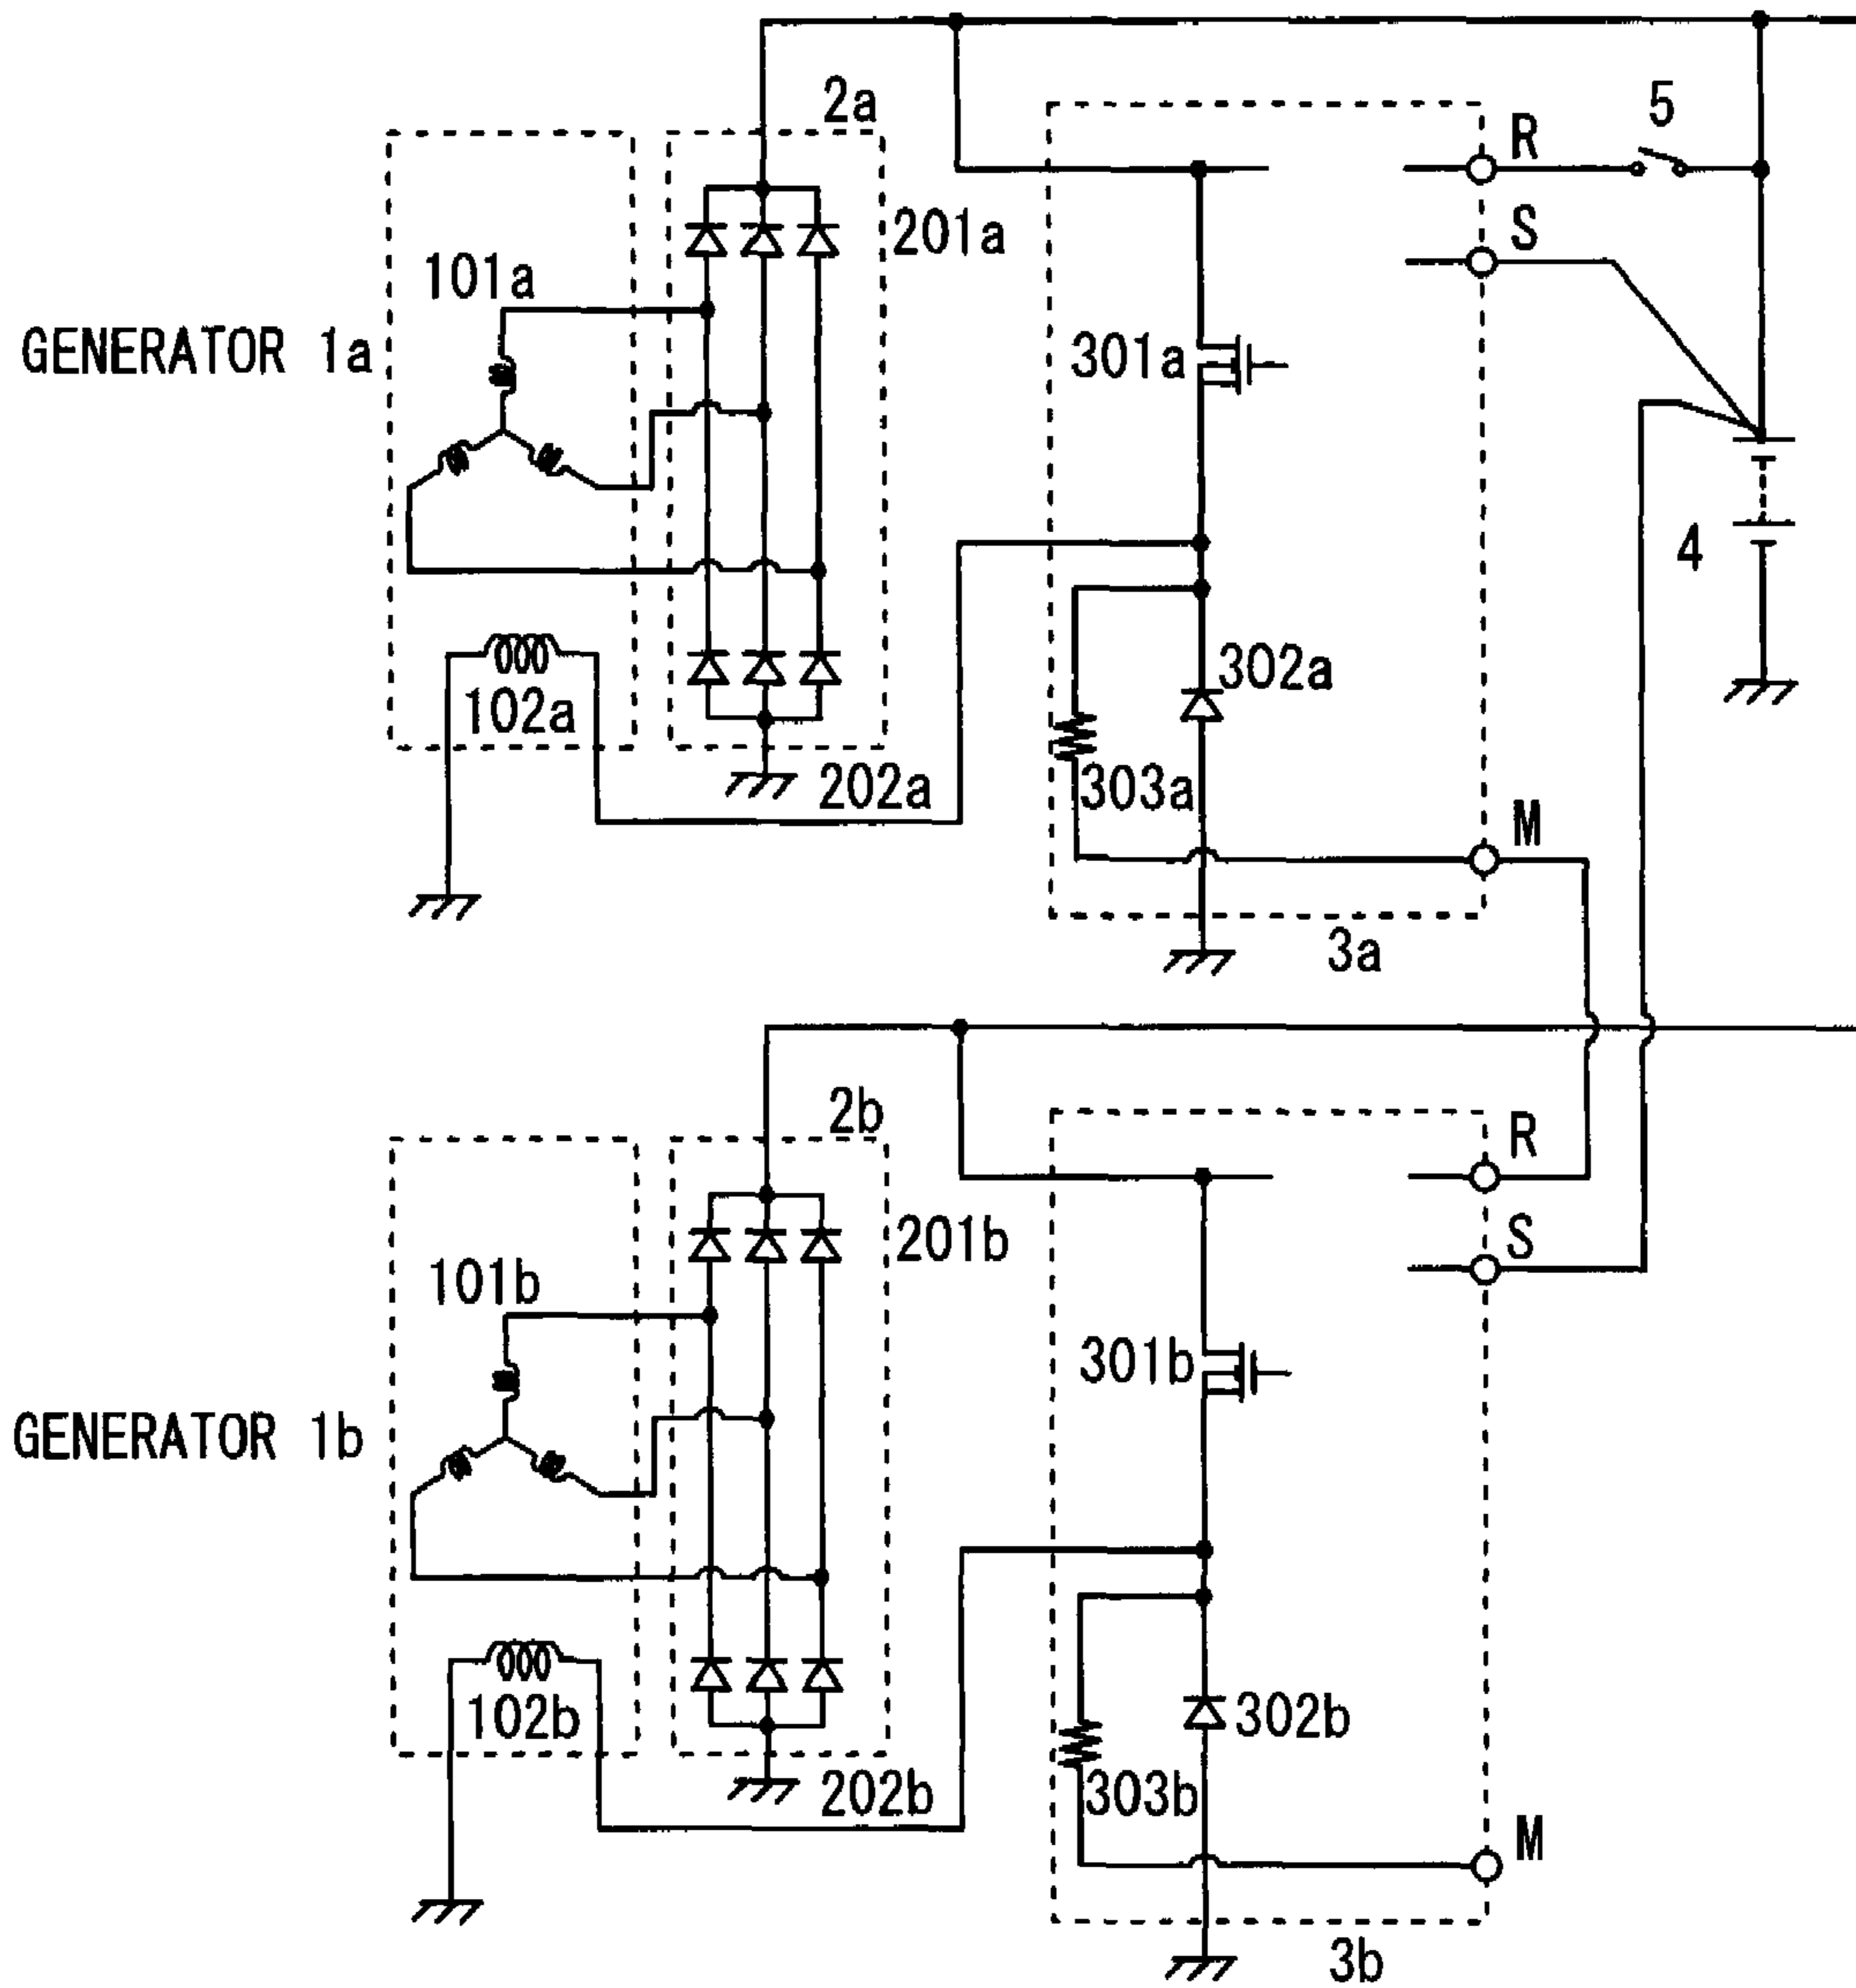 2a
5
R
201a
S
101a
GENERATOR 1a
301a
4
302a
102a
202a
303a
M
3a
2b
R
201b
S
101b
301b
GENERATOR 1b
102b
302b
202b
303b
M
3b